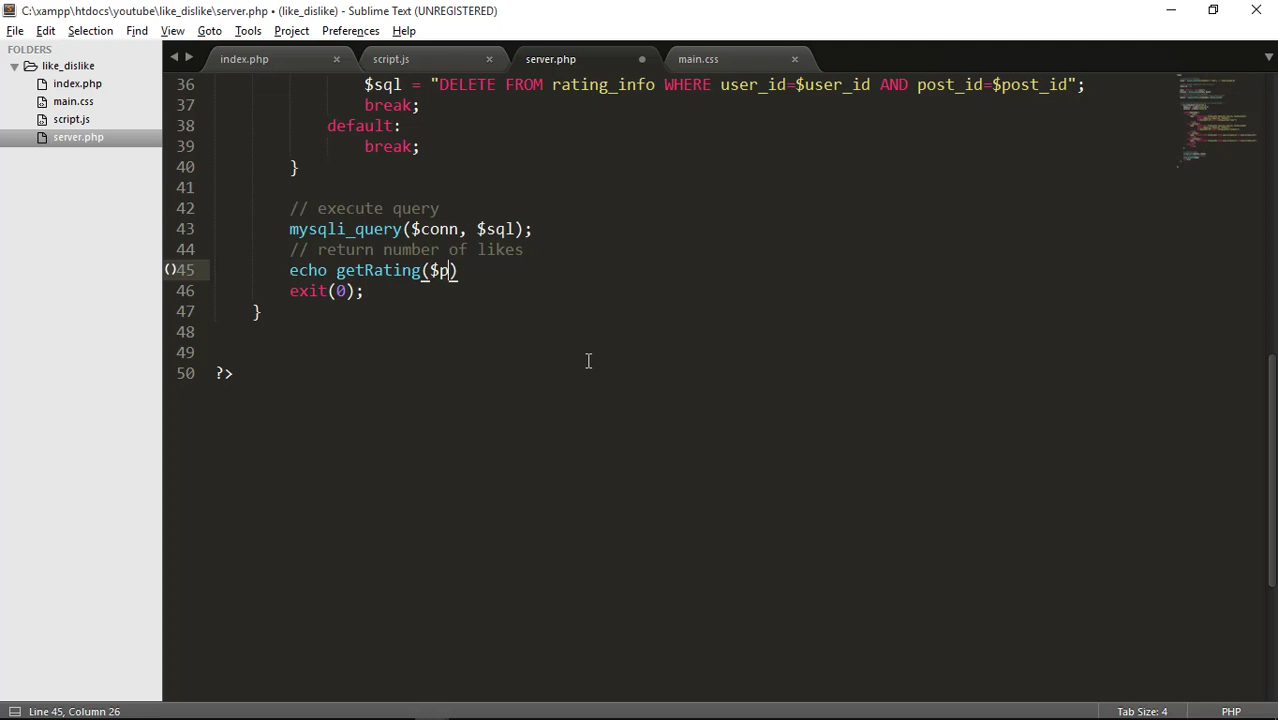 C:\xampp\htdocs\youtube\like_dislike\server.php • (like_dislike) - Sublime Text (UNREGISTERED)
File Edit Selection Find View Goto Tools Project Preferences Help
FOLDERS
like_dislike
index.php
main.css
script.js
server.php
index.php script.js server.php main.css
36 $sql = "DELETE FROM rating_info WHERE user_id=$user_id AND post_id=$post_id";
37 break;
38 default:
39 break;
40 }
41
42 // execute query
43 mysqli_query($conn, $sql);
44 // return number of likes
45 echo getRating($p)
46 exit(0);
47 }
48
49
50 ?>
Line 45, Column 26 Tab Size: 4 PHP